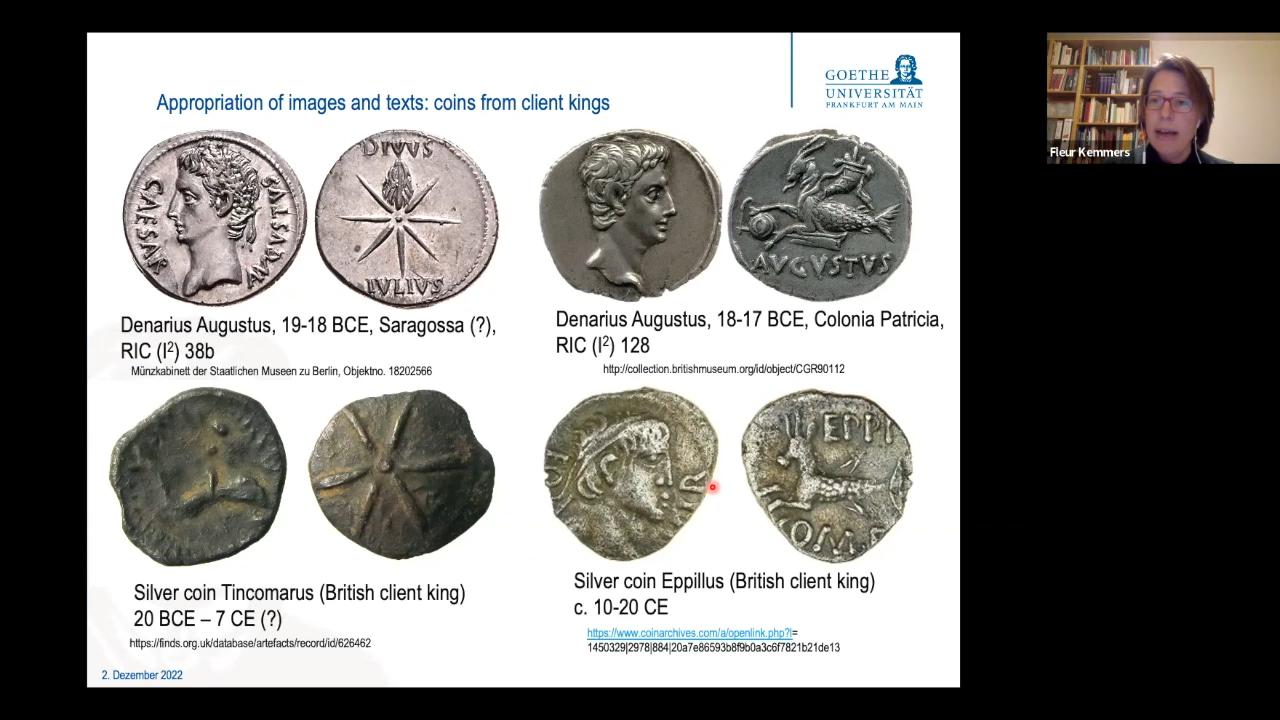 Appropriation of images and texts: coins from client kings
GOETHE
UNIVERSITÄT
FRANKFURT AM MAIN
Fleur Kemmers
CAESAR
AVGVSTVS
DIVVS
IVLIVS
AVGVSTVS
Denarius Augustus, 19-18 BCE, Saragossa (?),
RIC (I²) 38b
Münzkabinett der Staatlichen Museen zu Berlin, Objektno. 18202566
Denarius Augustus, 18-17 BCE, Colonia Patricia,
RIC (I²) 128
http://collection.britishmuseum.org/id/object/CGR90112
EPPI
COM.F
Silver coin Tincomarus (British client king)
20 BCE – 7 CE (?)
https://finds.org.uk/database/artefacts/record/id/626462
Silver coin Eppillus (British client king)
c. 10-20 CE
https://www.coinarchives.com/a/openlink.php?l=
1450329|2978|884|20a7e86593b8f9b0a3c6f7821b21de13
2. Dezember 2022